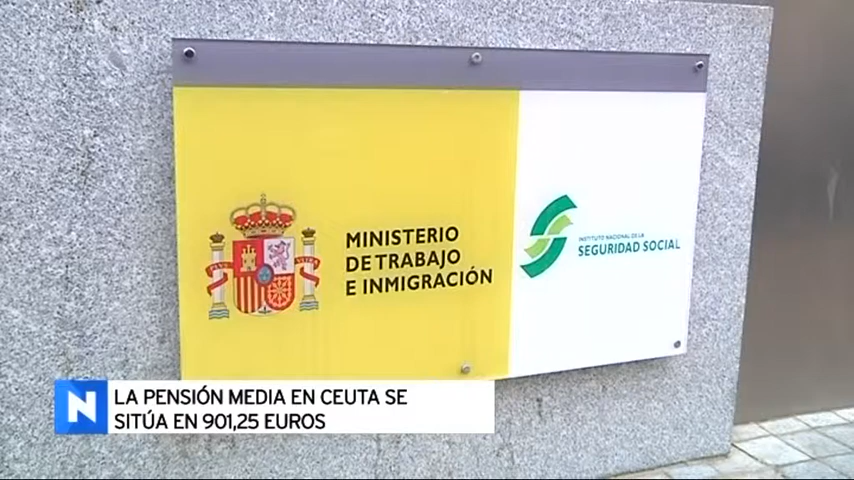 MINISTERIO
DE TRABAJO
E INMIGRACIÓN
INSTITUTO NACIONAL DE LA
SEGURIDAD SOCIAL
N
LA PENSIÓN MEDIA EN CEUTA SE
SITÚA EN 901,25 EUROS